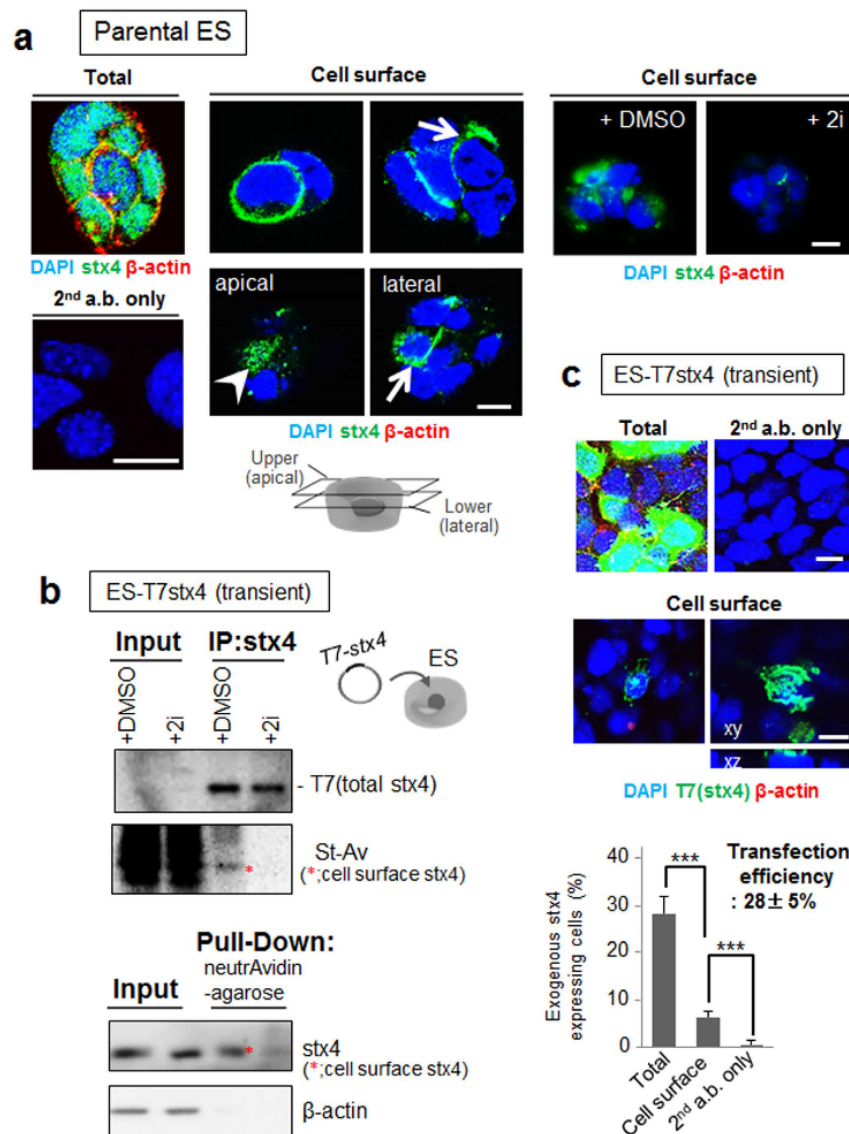 a
Parental ES
Total
Cell surface
Cell surface
+ DMSO
+ 2i
DAPI stx4 β-actin
2nd a.b. only
apical
lateral
DAPI stx4 β-actin
DAPI stx4 β-actin
Upper
(apical)
Lower
(lateral)
b
ES-T7stx4 (transient)
Input
IP:stx4
+DMSO
+2i
+DMSO
+2i
T7-stx4
ES
- T7(total stx4)
St-Av
*
(*;cell surface stx4)
Pull-Down:
Input
neutrAvidin
-agarose
*
stx4
(*;cell surface stx4)
β-actin
c
ES-T7stx4 (transient)
Total
2nd a.b. only
Cell surface
xy
xz
DAPI T7(stx4) β-actin
Exogenous stx4
expressing cells (%)
40
30
20
10
0
***
***
Transfection
efficiency
: 28± 5%
Total
Cell surface
2nd a.b. only